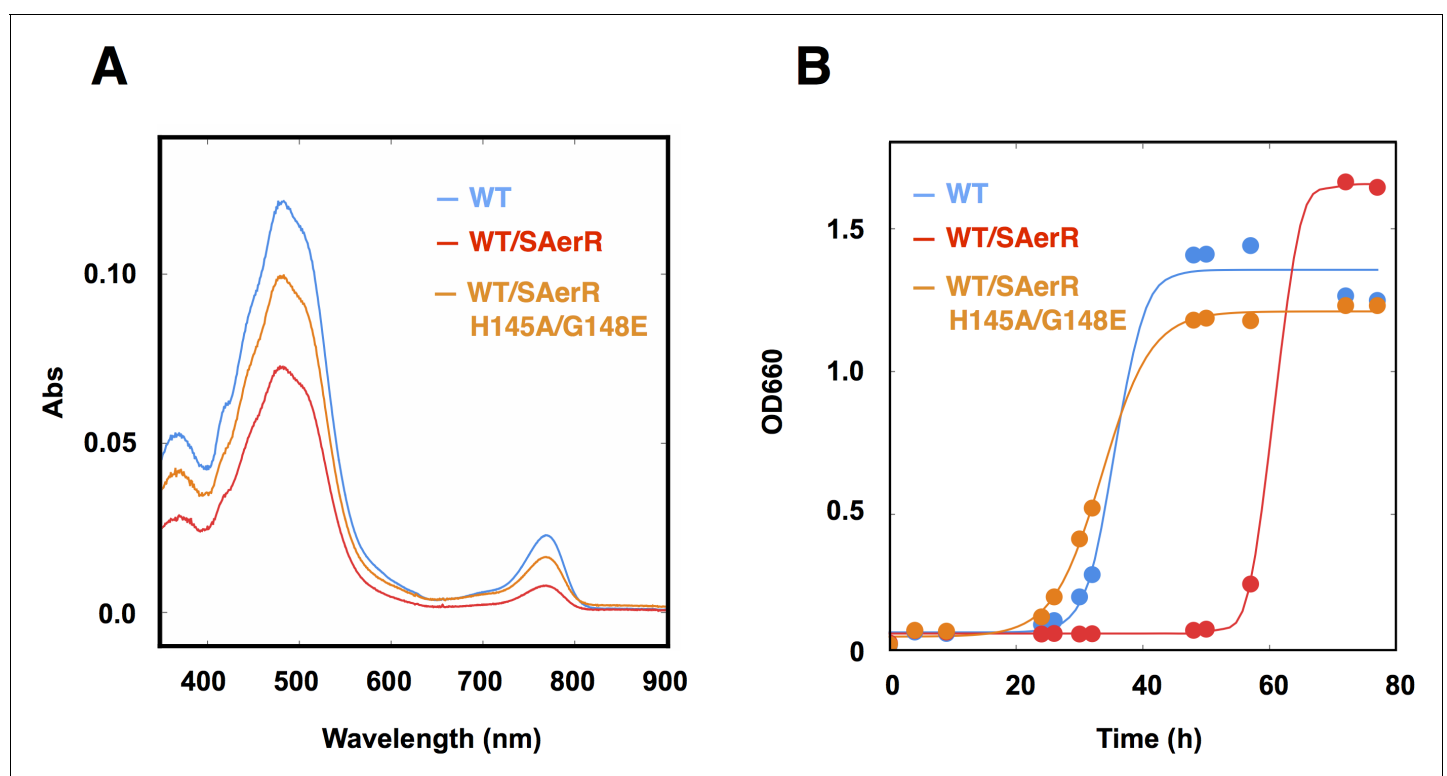 A
WT
WT/SAerR
WT/SAerR
H145A/G148E
Abs
0.10
0.05
0.0
400 500 600 700 800 900
Wavelength (nm)
B
WT
WT/SAerR
WT/SAerR
H145A/G148E
OD660
1.5
1.0
0.5
0
0 20 40 60 80
Time (h)